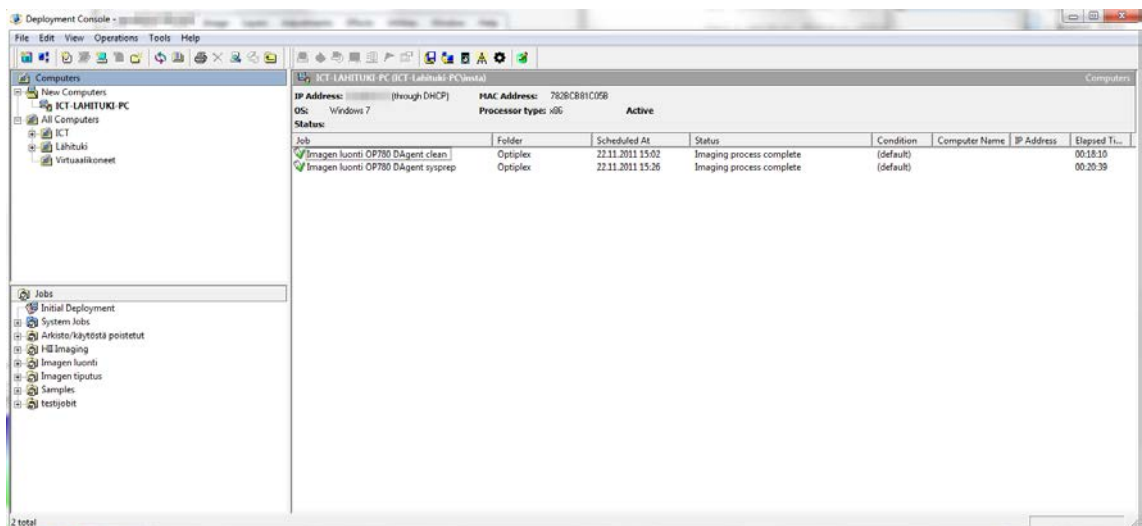 Deployment Console -
File Edit View Operations Tools Help
Computers
New Computers
ICT-LAHITUKI-PC
All Computers
ICT
Lähituki
Virtuaalikoneet
Jobs
Initial Deployment
System Jobs
Arkisto/käytöstä poistetut
HII Imaging
Imagen luonti
Imagen tiputus
Samples
testijobit
ICT-LAHITUKI-PC (ICT-Lahituki-PC\Insta) Computers
IP Address: (through DHCP) MAC Address: 782BCB81C05B
OS: Windows 7 Processor type: x86 Active
Status:
Job Folder Scheduled At Status Condition Computer Name IP Address Elapsed Ti...
Imagen luonti OP780 DAgent clean Optiplex 22.11.2011 15:02 Imaging process complete (default) 00:18:10
Imagen luonti OP780 DAgent sysprep Optiplex 22.11.2011 15:26 Imaging process complete (default) 00:20:39
2 total